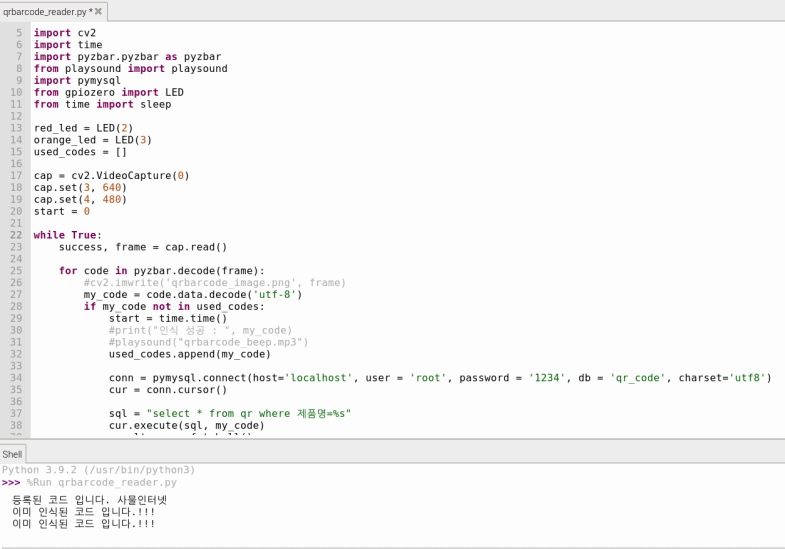 qrbarcode_reader.py * ✕
5 import cv2
6 import time
7 import pyzbar.pyzbar as pyzbar
8 from playsound import playsound
9 import pymysql
10 from gpiozero import LED
11 from time import sleep
12
13 red_led = LED(2)
14 orange_led = LED(3)
15 used_codes = []
16
17 cap = cv2.VideoCapture(0)
18 cap.set(3, 640)
19 cap.set(4, 480)
20 start = 0
21
22 while True:
23     success, frame = cap.read()
24
25     for code in pyzbar.decode(frame):
26         #cv2.imwrite('qrbarcode_image.png', frame)
27         my_code = code.data.decode('utf-8')
28         if my_code not in used_codes:
29             start = time.time()
30             #print("인식 성공 : ", my_code)
31             #playsound("qrbarcode_beep.mp3")
32             used_codes.append(my_code)
33
34             conn = pymysql.connect(host='localhost', user = 'root', password = '1234', db = 'qr_code', charset='utf8')
35             cur = conn.cursor()
36
37             sql = "select * from qr where 제품명=%s"
38             cur.execute(sql, my_code)
Shell
Python 3.9.2 (/usr/bin/python3)
>>> %Run qrbarcode_reader.py
등록된 코드 입니다. 사물인터넷
이미 인식된 코드 입니다.!!!
이미 인식된 코드 입니다.!!!